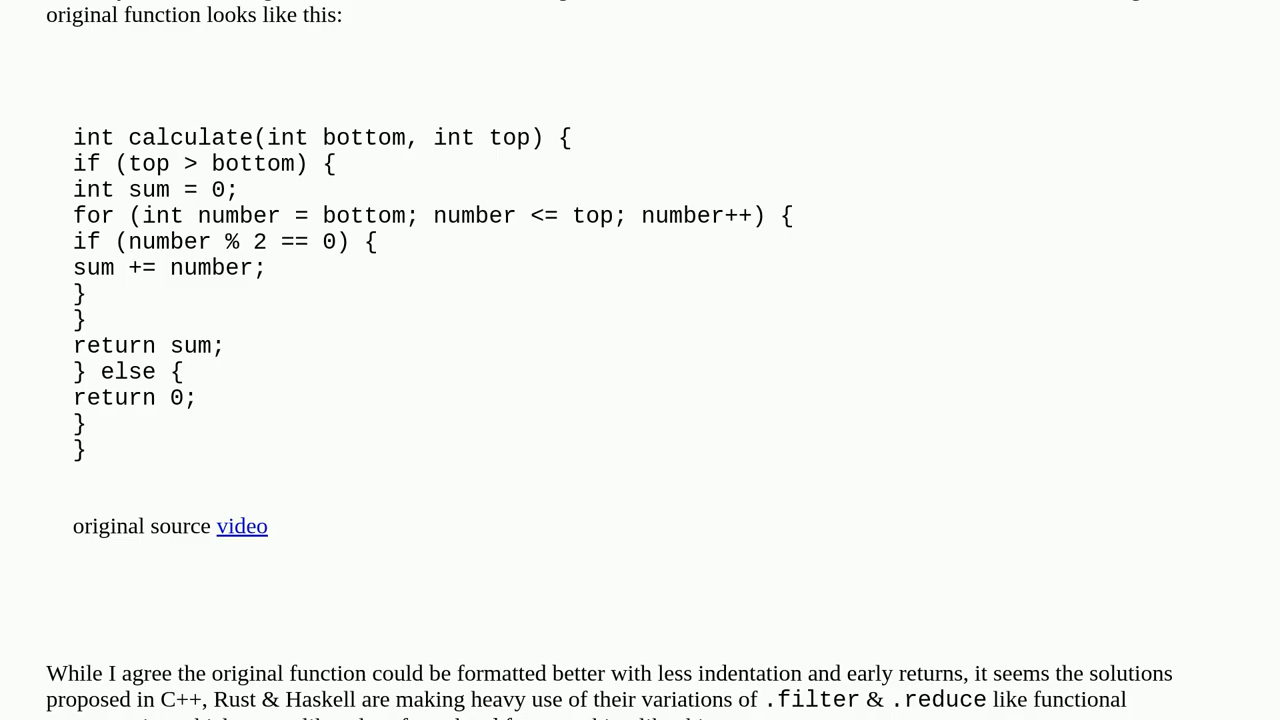 original function looks like this:
int calculate(int bottom, int top) {
if (top > bottom) {
int sum = 0;
for (int number = bottom; number <= top; number++) {
if (number % 2 == 0) {
sum += number;
}
}
return sum;
} else {
return 0;
}
}
original source video
While I agree the original function could be formatted better with less indentation and early returns, it seems the solutions
proposed in C++, Rust & Haskell are making heavy use of their variations of .filter & .reduce like functional